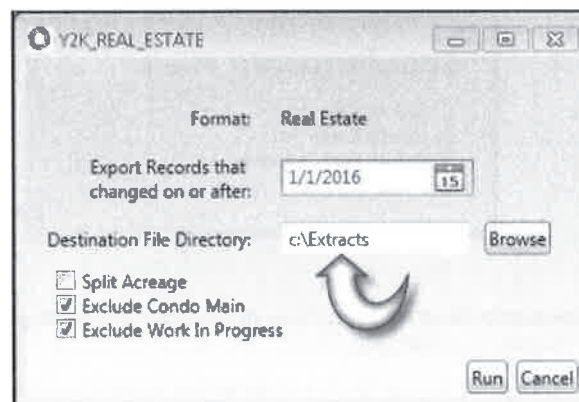 Y2K_REAL_ESTATE
Format: Real Estate
Export Records that
changed on or after: 1/1/2016 15
Destination File Directory: c:\Extracts Browse
Split Acreage
Exclude Condo Main
Exclude Work In Progress
Run Cancel